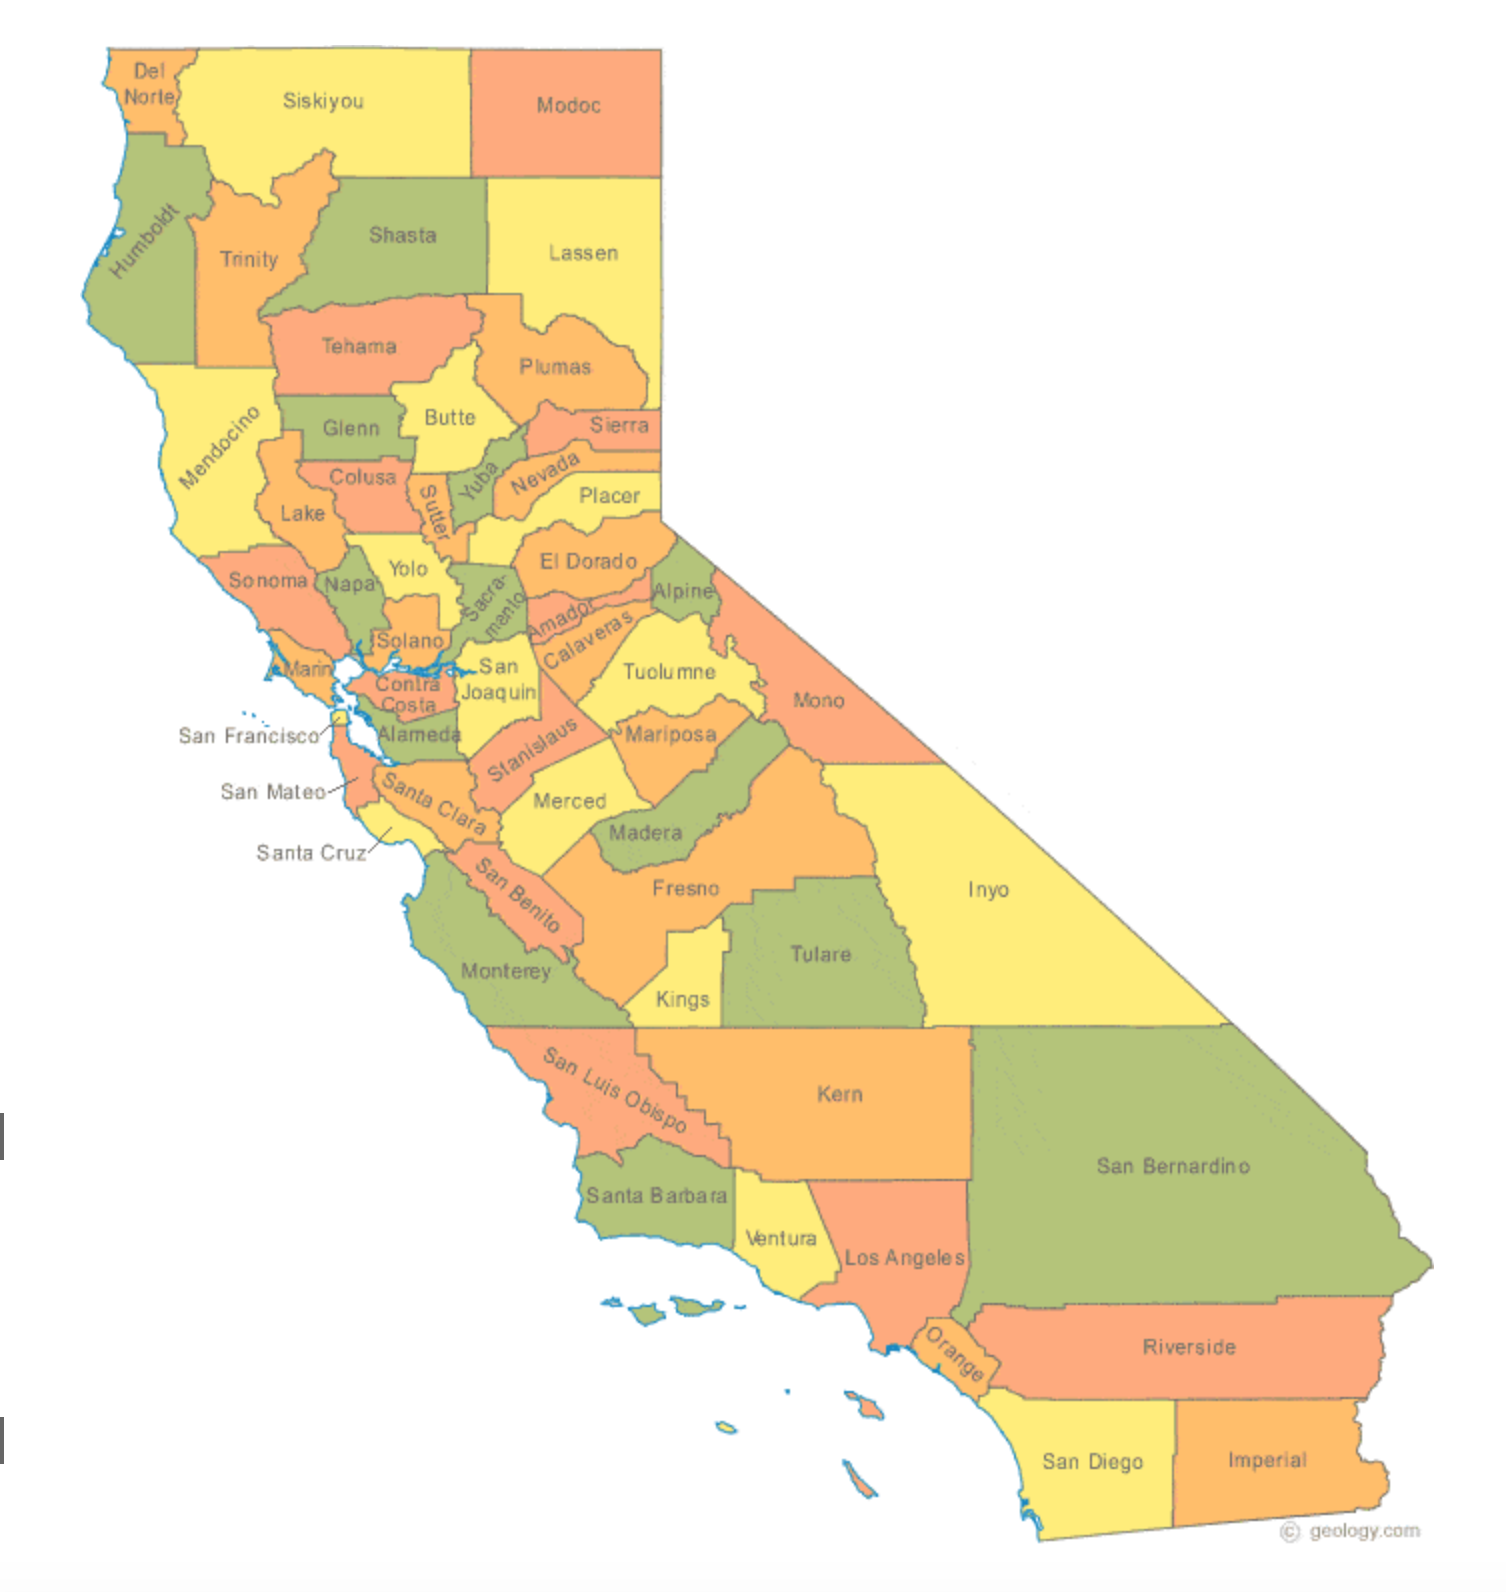 Del
Norte
Siskiyou
Modoc
Humboldt
Trinity
Shasta
Lassen
Tehama
Plumas
Mendocino
Glenn
Butte
Sierra
Lake
Colusa
Sutter
Yuba
Nevada
Placer
Sonoma
Napa
Yolo
Sacra-
mento
El Dorado
Alpine
Amador
Calaveras
Solano
Marin
Contra
Costa
San
Joaquin
Tuolumne
Mono
San Francisco
Alameda
Stanislaus
Mariposa
San Mateo
Santa Clara
Merced
Madera
Santa Cruz
San Benito
Fresno
Inyo
Monterey
Kings
Tulare
San Luis Obispo
Kern
San Bernardino
Santa Barbara
Ventura
Los Angeles
Orange
Riverside
San Diego
Imperial
© geology.com